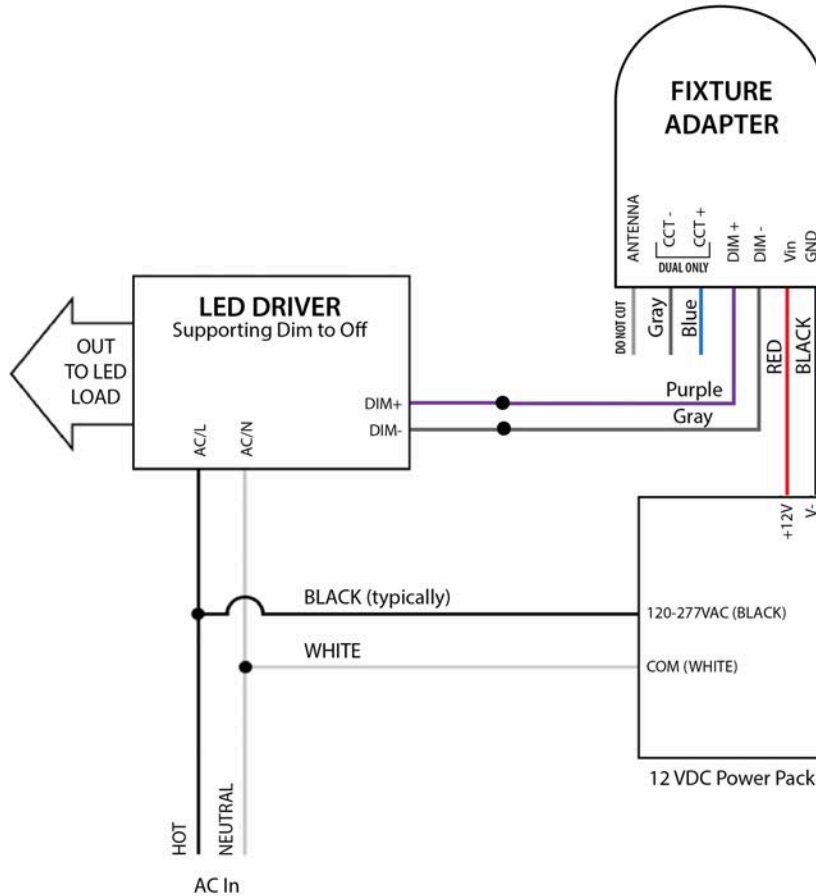 FIXTURE
ADAPTER
ANTENNA
CCT -
CCT +
DIM +
DIM -
Vin
GND
DUAL ONLY
DO NOT CUT
Gray
Blue
RED
BLACK
LED DRIVER
Supporting Dim to Off
OUT
TO LED
LOAD
AC/L
AC/N
DIM+
DIM-
Purple
Gray
+12V
V-
BLACK (typically)
120-277VAC (BLACK)
WHITE
COM (WHITE)
12 VDC Power Pack
HOT
NEUTRAL
AC In